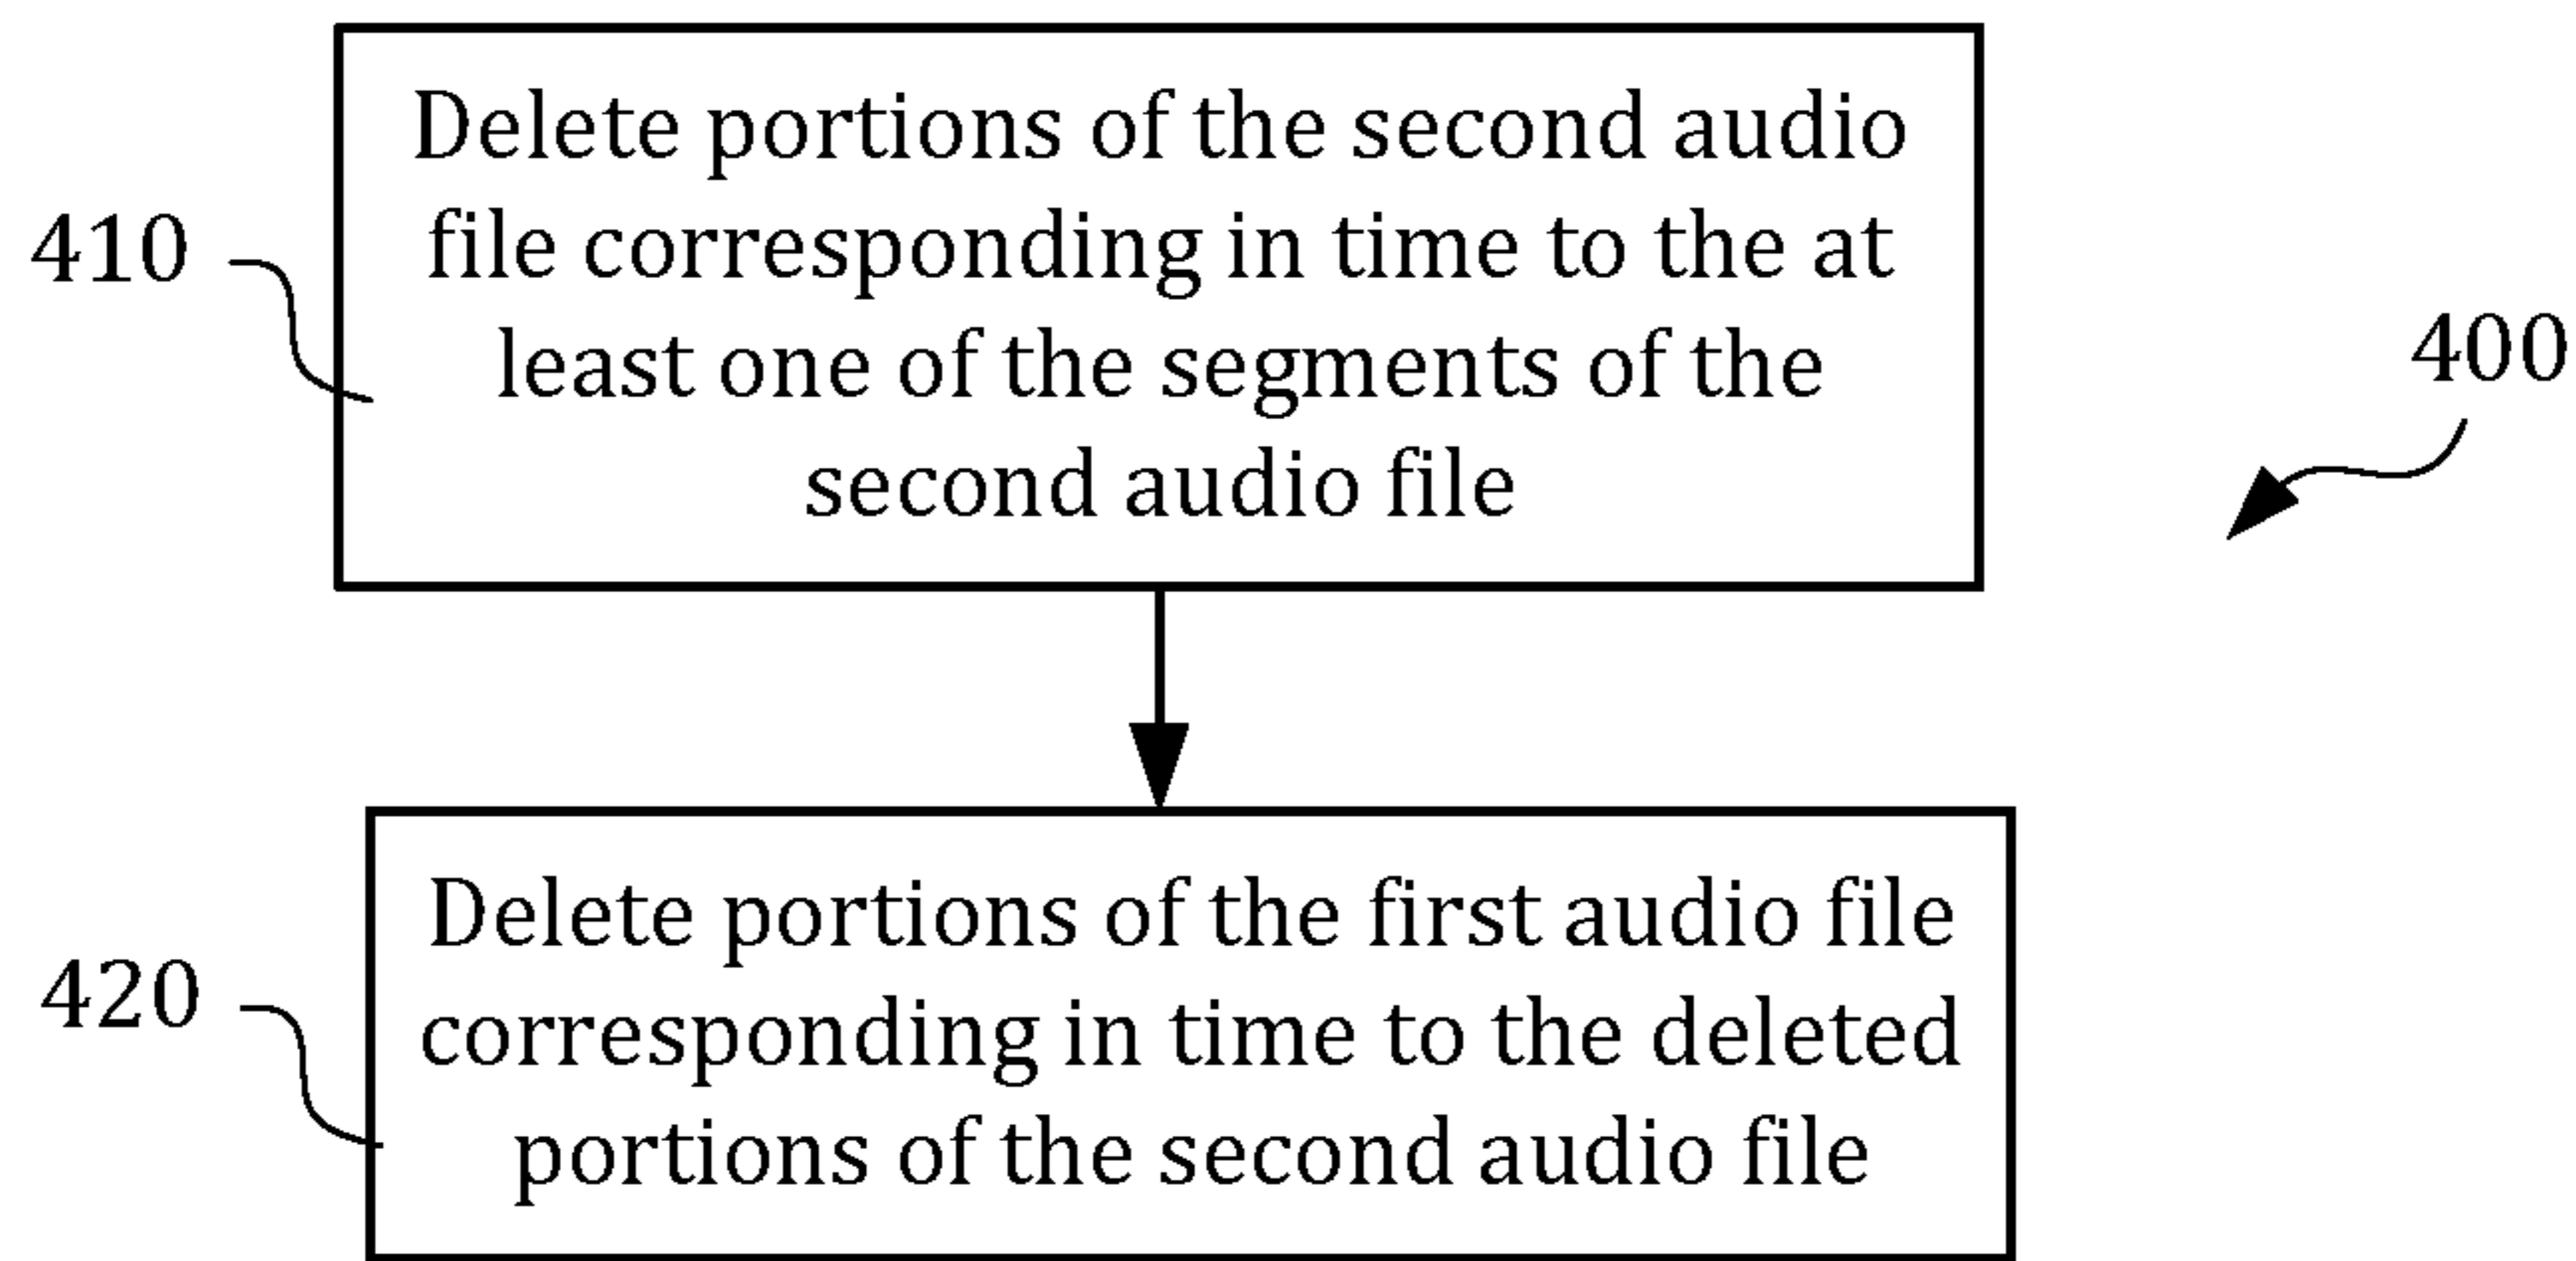 Delete portions of the second audio
file corresponding in time to the at
least one of the segments of the
second audio file
410
400
Delete portions of the first audio file
corresponding in time to the deleted
portions of the second audio file
420